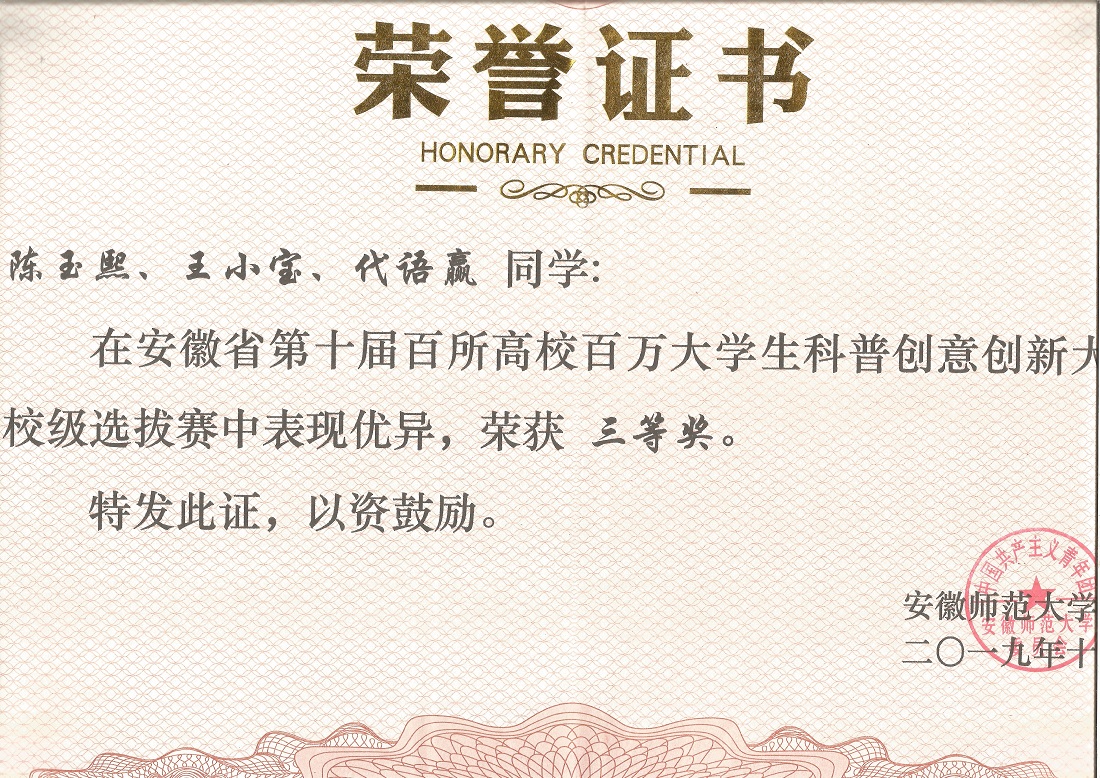 荣誉证书
HONORARY CREDENTIAL
陈玉熙、王小宝、代语赢 同学:
在安徽省第十届百所高校百万大学生科普创意创新大
校级选拔赛中表现优异，荣获 三等奖。
特发此证，以资鼓励。
中国共产主义青年团
安徽师范大学
委员会
安徽师范大学
二〇一九年十